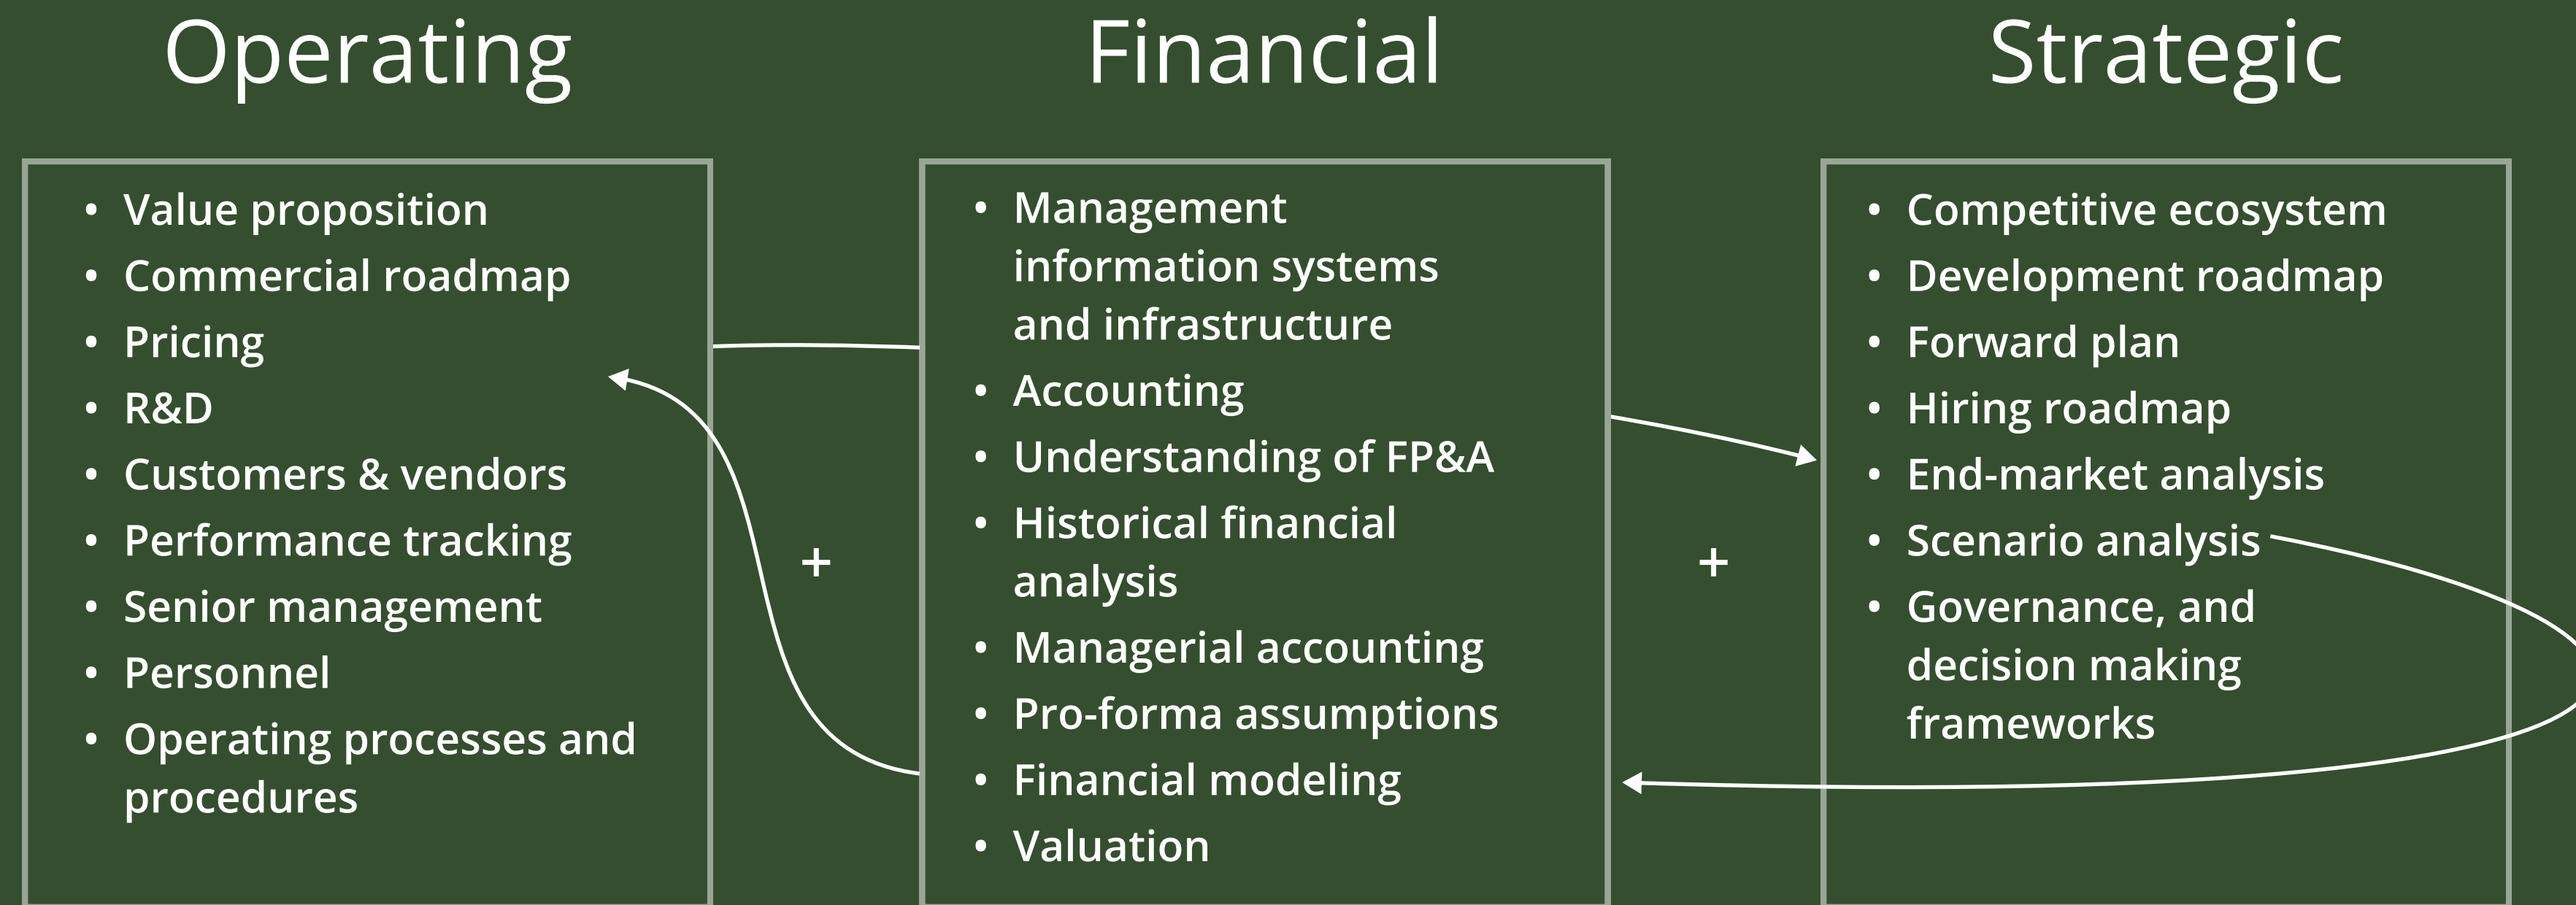 Operating
• Value proposition
• Commercial roadmap
• Pricing
• R&D
• Customers & vendors
• Performance tracking
• Senior management
• Personnel
• Operating processes and
procedures
+
Financial
• Management
information systems
and infrastructure
• Accounting
• Understanding of FP&A
• Historical financial
analysis
• Managerial accounting
• Pro-forma assumptions
• Financial modeling
• Valuation
+
Strategic
• Competitive ecosystem
• Development roadmap
• Forward plan
• Hiring roadmap
• End-market analysis
• Scenario analysis
• Governance, and
decision making
frameworks